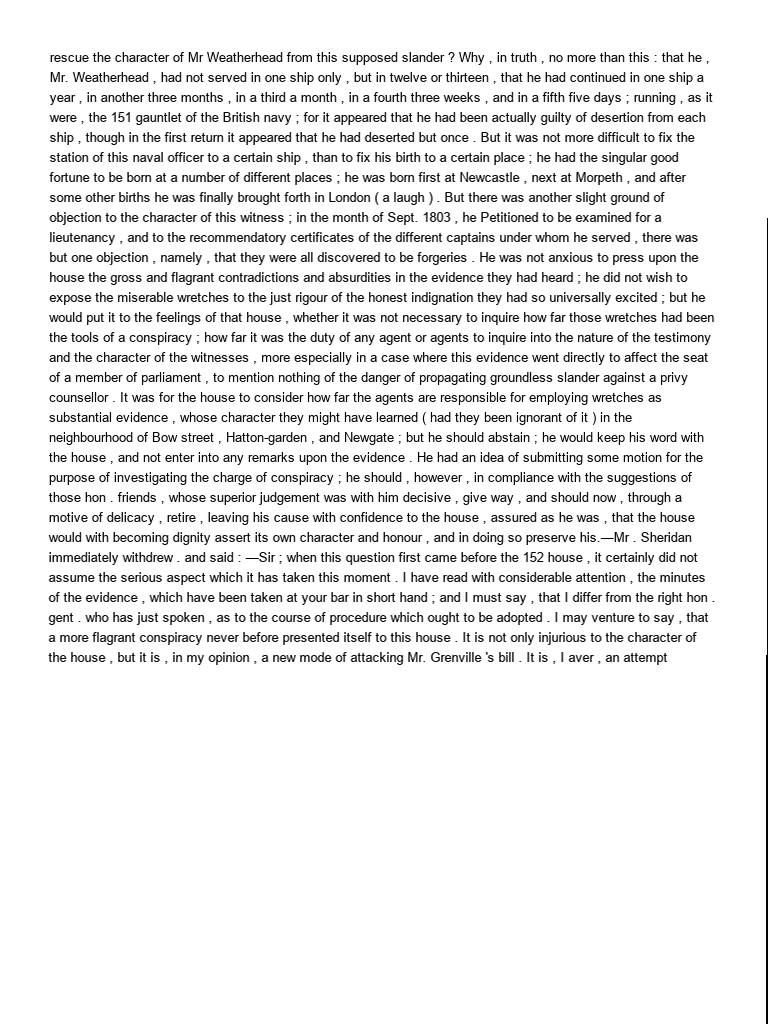 rescue the character of Mr Weatherhead from this supposed slander ? Why , in truth , no more than this : that he ,
Mr. Weatherhead , had not served in one ship only , but in twelve or thirteen , that he had continued in one ship a
year , in another three months , in a third a month , in a fourth three weeks , and in a fifth five days ; running , as it
were , the 151 gauntlet of the British navy ; for it appeared that he had been actually guilty of desertion from each
ship , though in the first return it appeared that he had deserted but once . But it was not more difficult to fix the
station of this naval officer to a certain ship , than to fix his birth to a certain place ; he had the singular good
fortune to be born at a number of different places ; he was born first at Newcastle , next at Morpeth , and after
some other births he was finally brought forth in London ( a laugh ) . But there was another slight ground of
objection to the character of this witness ; in the month of Sept. 1803 , he Petitioned to be examined for a
lieutenancy , and to the recommendatory certificates of the different captains under whom he served , there was
but one objection , namely , that they were all discovered to be forgeries . He was not anxious to press upon the
house the gross and flagrant contradictions and absurdities in the evidence they had heard ; he did not wish to
expose the miserable wretches to the just rigour of the honest indignation they had so universally excited ; but he
would put it to the feelings of that house , whether it was not necessary to inquire how far those wretches had been
the tools of a conspiracy ; how far it was the duty of any agent or agents to inquire into the nature of the testimony
and the character of the witnesses , more especially in a case where this evidence went directly to affect the seat
of a member of parliament , to mention nothing of the danger of propagating groundless slander against a privy
counsellor . It was for the house to consider how far the agents are responsible for employing wretches as
substantial evidence , whose character they might have learned ( had they been ignorant of it ) in the
neighbourhood of Bow street , Hatton-garden , and Newgate ; but he should abstain ; he would keep his word with
the house , and not enter into any remarks upon the evidence . He had an idea of submitting some motion for the
purpose of investigating the charge of conspiracy ; he should , however , in compliance with the suggestions of
those hon . friends , whose superior judgement was with him decisive , give way , and should now , through a
motive of delicacy , retire , leaving his cause with confidence to the house , assured as he was , that the house
would with becoming dignity assert its own character and honour , and in doing so preserve his.—Mr . Sheridan
immediately withdrew . and said : —Sir ; when this question first came before the 152 house , it certainly did not
assume the serious aspect which it has taken this moment . I have read with considerable attention , the minutes
of the evidence , which have been taken at your bar in short hand ; and I must say , that I differ from the right hon .
gent . who has just spoken , as to the course of procedure which ought to be adopted . I may venture to say , that
a more flagrant conspiracy never before presented itself to this house . It is not only injurious to the character of
the house , but it is , in my opinion , a new mode of attacking Mr. Grenville 's bill . It is , I aver , an attempt